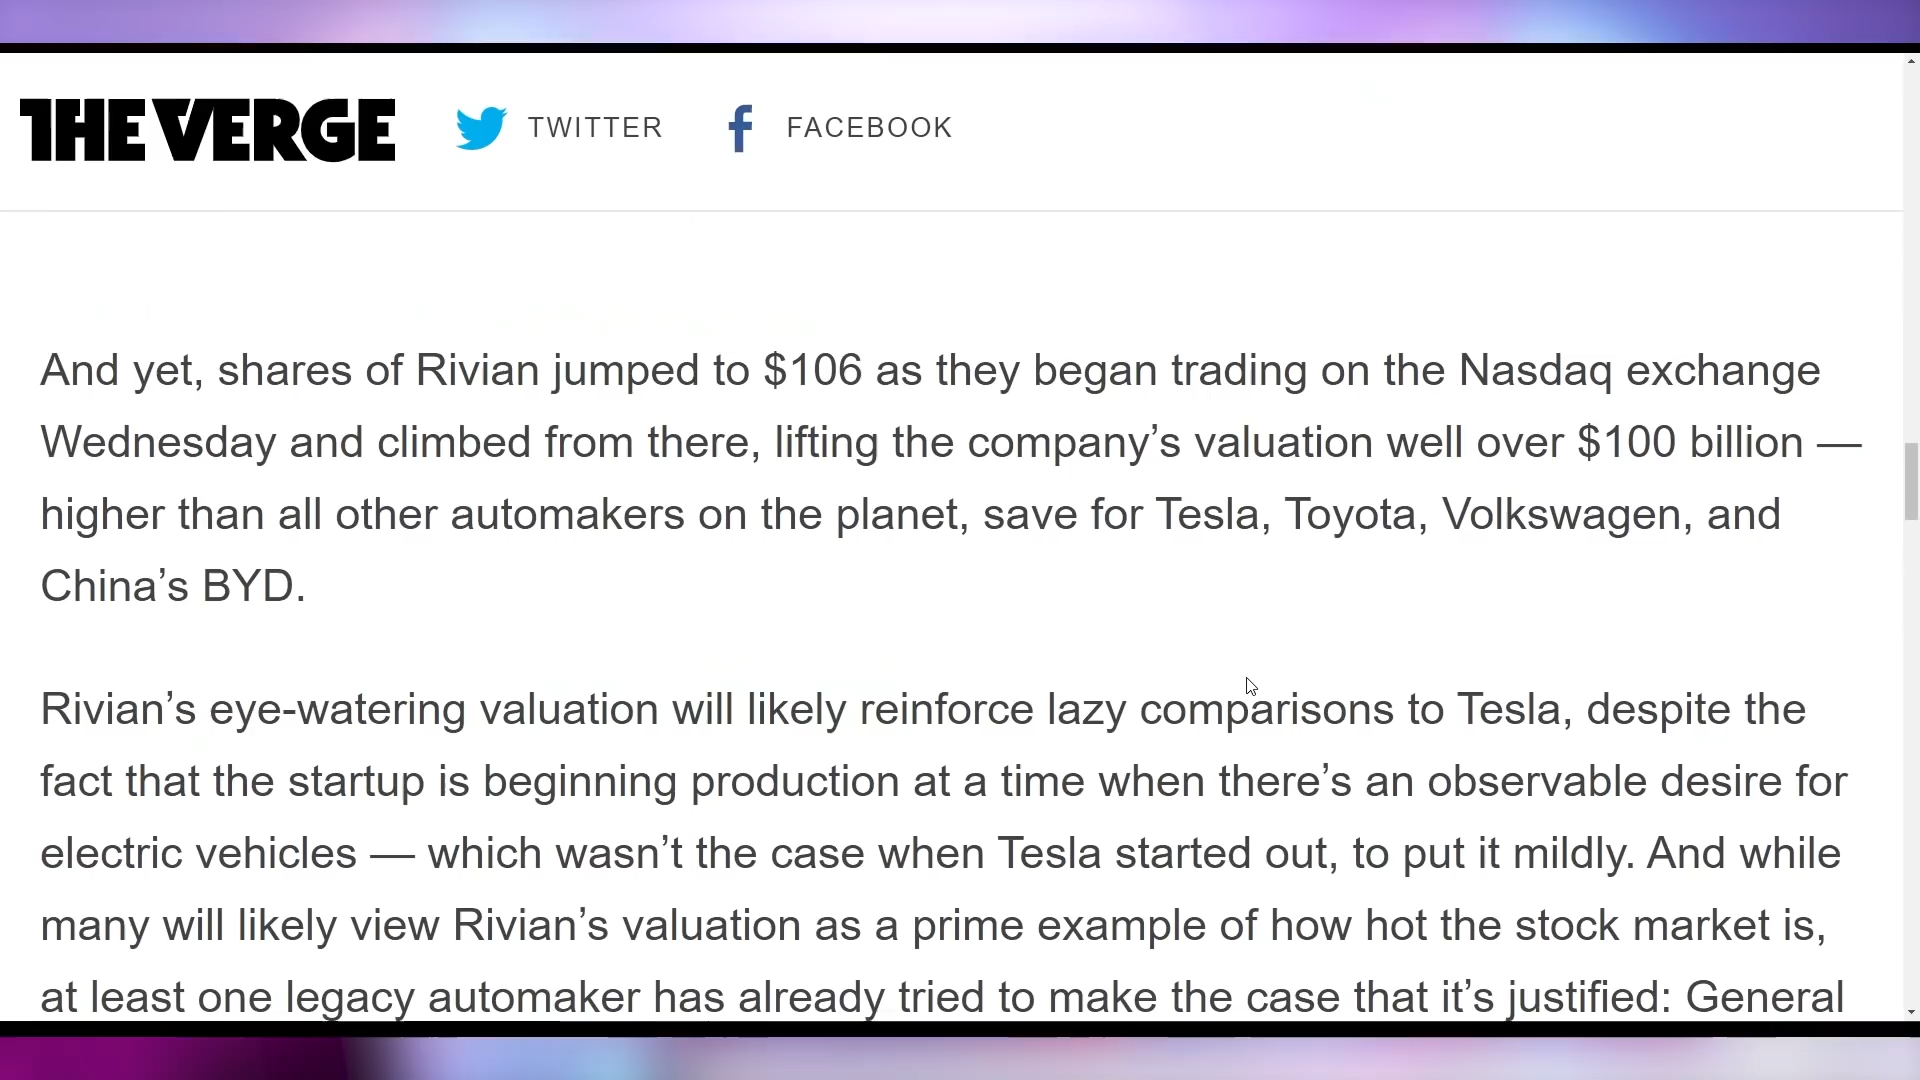 THE VERGE TWITTER FACEBOOK
And yet, shares of Rivian jumped to $106 as they began trading on the Nasdaq exchange
Wednesday and climbed from there, lifting the company’s valuation well over $100 billion —
higher than all other automakers on the planet, save for Tesla, Toyota, Volkswagen, and
China’s BYD.
Rivian’s eye-watering valuation will likely reinforce lazy comparisons to Tesla, despite the
fact that the startup is beginning production at a time when there’s an observable desire for
electric vehicles — which wasn’t the case when Tesla started out, to put it mildly. And while
many will likely view Rivian’s valuation as a prime example of how hot the stock market is,
at least one legacy automaker has already tried to make the case that it’s justified: General